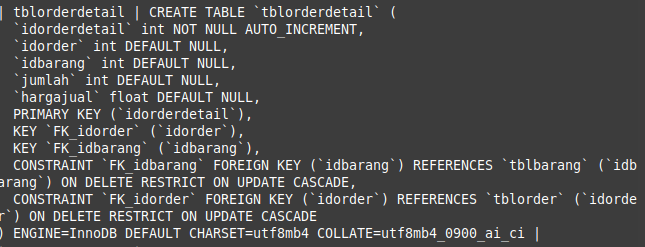 | tblorderdetail | CREATE TABLE `tblorderdetail` (
  `idorderdetail` int NOT NULL AUTO_INCREMENT,
  `idorder` int DEFAULT NULL,
  `idbarang` int DEFAULT NULL,
  `jumlah` int DEFAULT NULL,
  `hargajual` float DEFAULT NULL,
  PRIMARY KEY (`idorderdetail`),
  KEY `FK_idorder` (`idorder`),
  KEY `FK_idbarang` (`idbarang`),
  CONSTRAINT `FK_idbarang` FOREIGN KEY (`idbarang`) REFERENCES `tblbarang` (`idb
arang`) ON DELETE RESTRICT ON UPDATE CASCADE,
  CONSTRAINT `FK_idorder` FOREIGN KEY (`idorder`) REFERENCES `tblorder` (`idorde
r`) ON DELETE RESTRICT ON UPDATE CASCADE
) ENGINE=InnoDB DEFAULT CHARSET=utf8mb4 COLLATE=utf8mb4_0900_ai_ci |